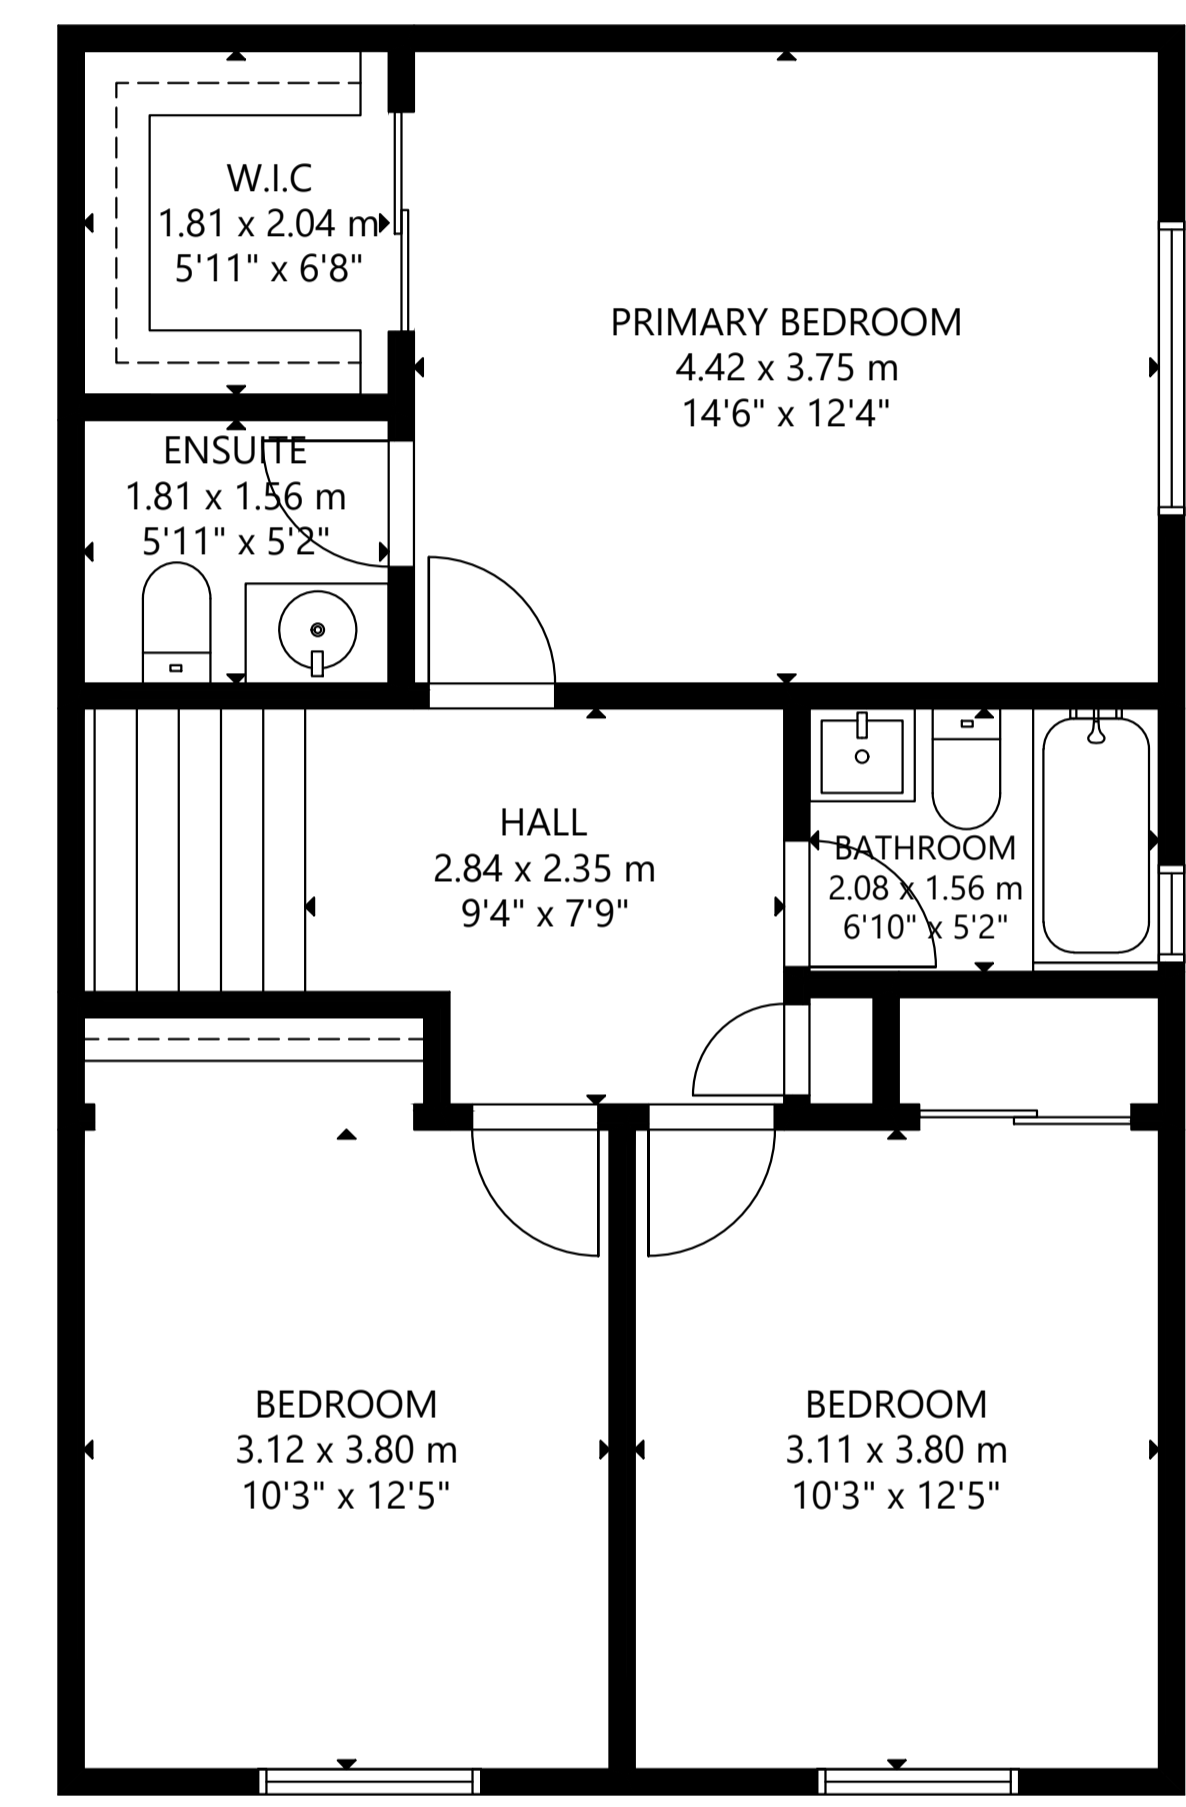 W.I.C
1.81 x 2.04 m
5'11" x 6'8"
PRIMARY BEDROOM
4.42 x 3.75 m
14'6" x 12'4"
ENSUITE
1.81 x 1.56 m
5'11" x 5'2"
HALL
2.84 x 2.35 m
9'4" x 7'9"
BATHROOM
2.08 x 1.56 m
6'10" x 5'2"
BEDROOM
3.12 x 3.80 m
10'3" x 12'5"
BEDROOM
3.11 x 3.80 m
10'3" x 12'5"